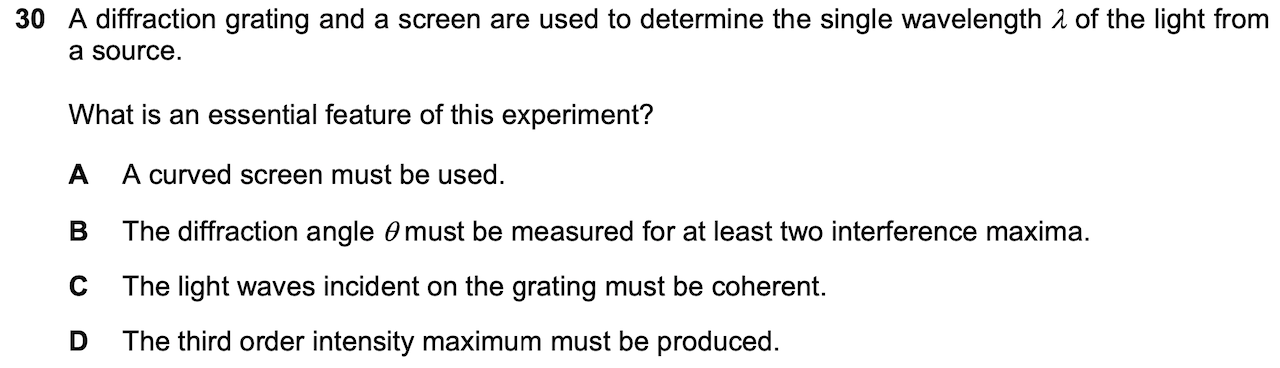 30 A diffraction grating and a screen are used to determine the single wavelength λ of the light from
a source.
What is an essential feature of this experiment?
A A curved screen must be used.
B The diffraction angle θ must be measured for at least two interference maxima.
C The light waves incident on the grating must be coherent.
D The third order intensity maximum must be produced.